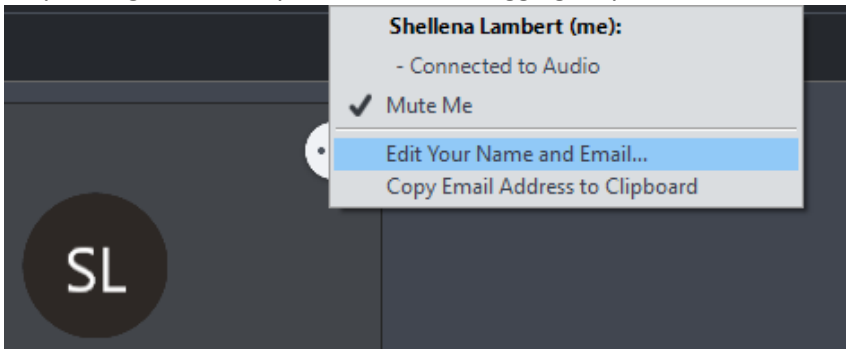 Shellena Lambert (me):
- Connected to Audio
Mute Me
Edit Your Name and Email...
Copy Email Address to Clipboard
SL